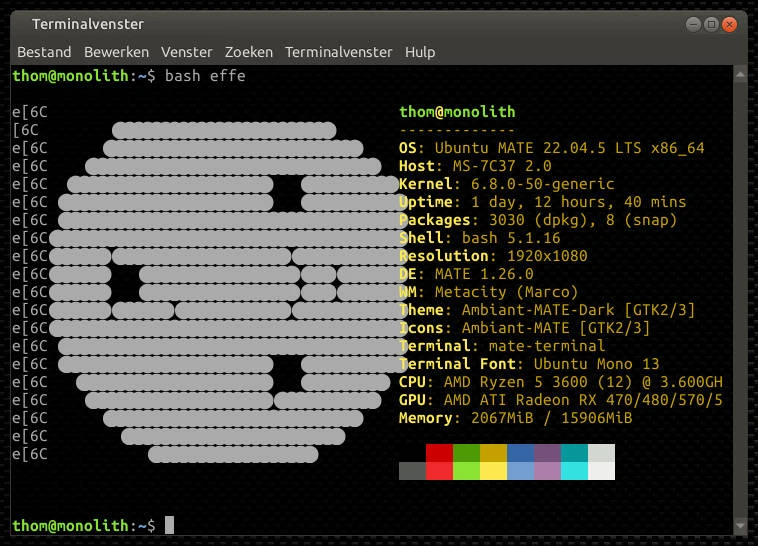 Terminalvenster
Bestand Bewerken Venster Zoeken Terminalvenster Hulp
thom@monolith:~$ bash effe
e[6C thom@monolith
[6C -------------
e[6C OS: Ubuntu MATE 22.04.5 LTS x86_64
e[6C Host: MS-7C37 2.0
e[6C Kernel: 6.8.0-50-generic
e[6C Uptime: 1 day, 12 hours, 40 mins
e[6C Packages: 3030 (dpkg), 8 (snap)
e[6C Shell: bash 5.1.16
e[6C Resolution: 1920x1080
e[6C DE: MATE 1.26.0
e[6C WM: Metacity (Marco)
e[6C Theme: Ambiant-MATE-Dark [GTK2/3]
e[6C Icons: Ambiant-MATE [GTK2/3]
e[6C Terminal: mate-terminal
e[6C Terminal Font: Ubuntu Mono 13
e[6C CPU: AMD Ryzen 5 3600 (12) @ 3.600GH
e[6C GPU: AMD ATI Radeon RX 470/480/570/5
e[6C Memory: 2067MiB / 15906MiB
e[6C
e[6C
thom@monolith:~$